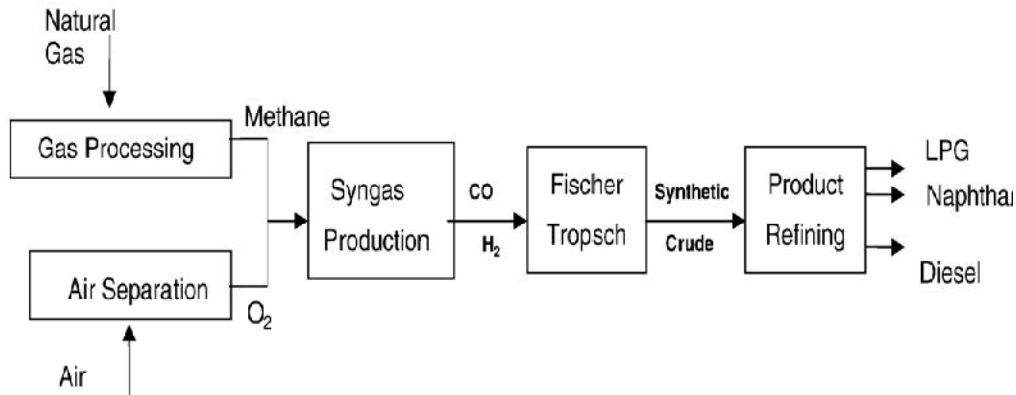 Natural
Gas
Methane
Gas Processing
Syngas
Production
CO
H₂
Fischer
Tropsch
Synthetic
Crude
Product
Refining
LPG
Naphthar
Diesel
Air Separation
O₂
Air